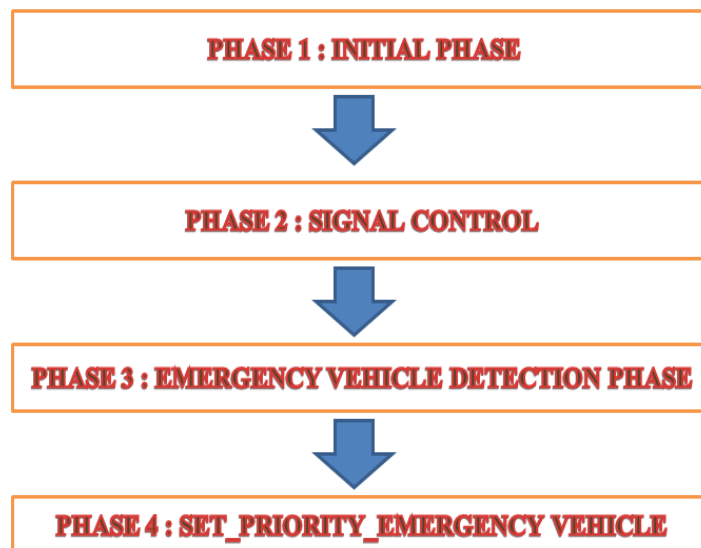 PHASE 1 : INITIAL PHASE
PHASE 2 : SIGNAL CONTROL
PHASE 3 : EMERGENCY VEHICLE DETECTION PHASE
PHASE 4 : SET_PRIORITY_EMERGENCY VEHICLE